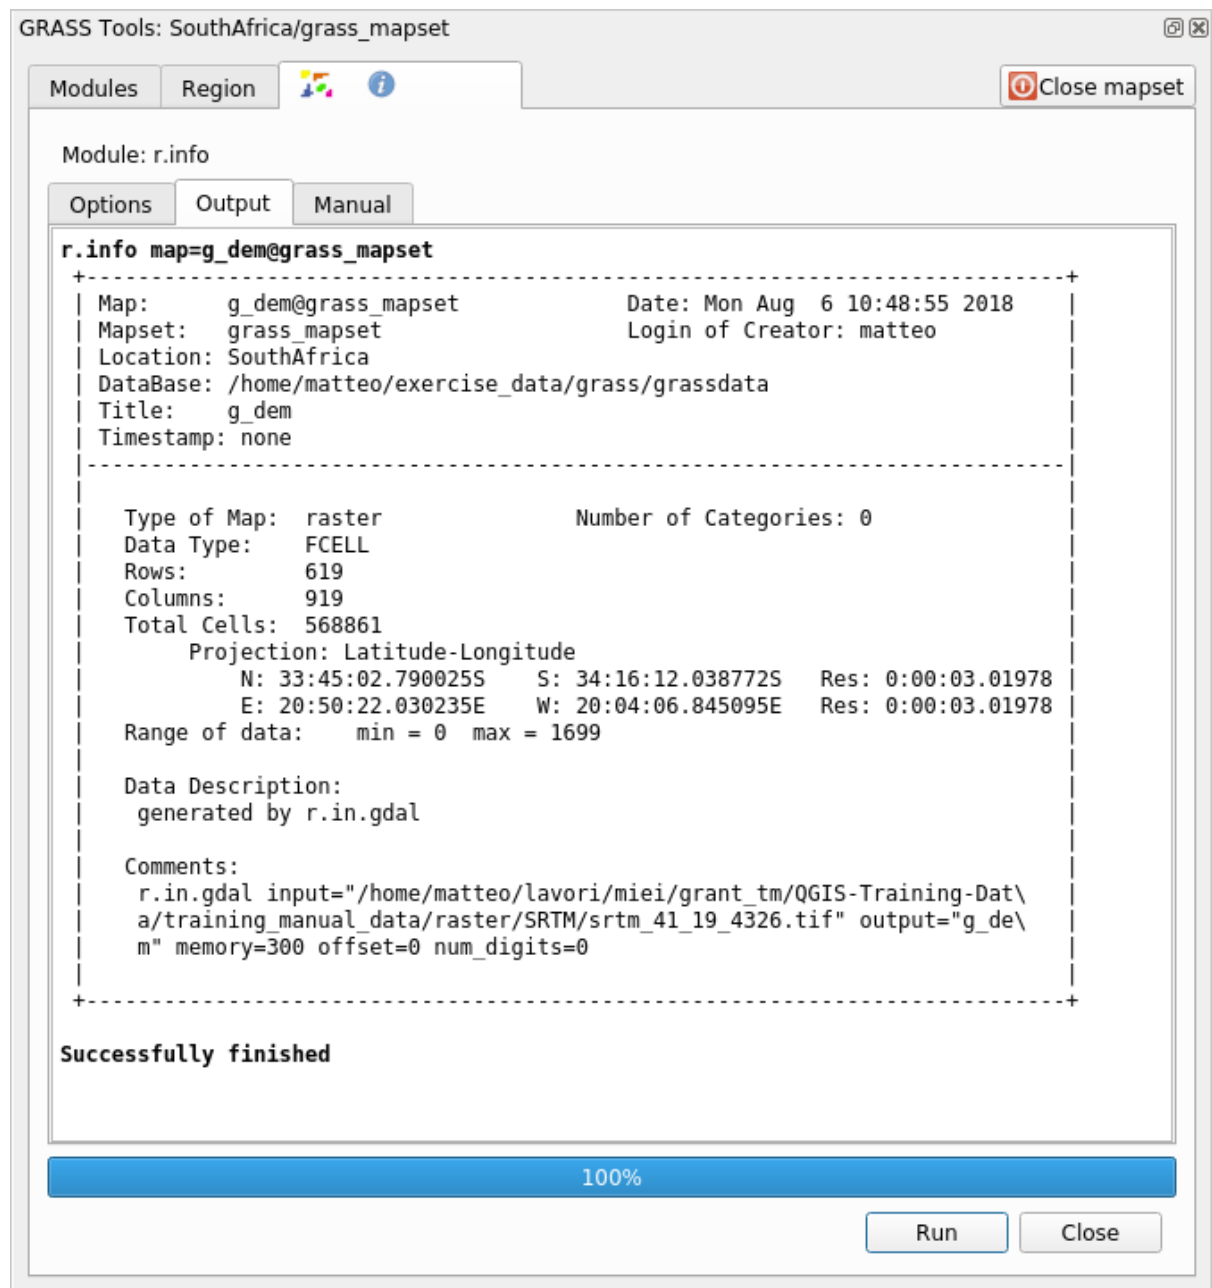 GRASS Tools: SouthAfrica/grass_mapset
Modules Region Close mapset
Module: r.info
Options Output Manual
r.info map=g_dem@grass_mapset
+----------------------------------------------------------------------------+
| Map:      g_dem@grass_mapset             Date: Mon Aug  6 10:48:55 2018    |
| Mapset:   grass_mapset                   Login of Creator: matteo          |
| Location: SouthAfrica                                                      |
| DataBase: /home/matteo/exercise_data/grass/grassdata                       |
| Title:    g_dem                                                            |
| Timestamp: none                                                            |
|----------------------------------------------------------------------------|
|                                                                            |
|   Type of Map:  raster               Number of Categories: 0               |
|   Data Type:    FCELL                                                      |
|   Rows:         619                                                        |
|   Columns:      919                                                        |
|   Total Cells:  568861                                                     |
|        Projection: Latitude-Longitude                                      |
|            N: 33:45:02.790025S    S: 34:16:12.038772S   Res: 0:00:03.01978 |
|            E: 20:50:22.030235E    W: 20:04:06.845095E   Res: 0:00:03.01978 |
|   Range of data:    min = 0  max = 1699                                    |
|                                                                            |
|   Data Description:                                                        |
|    generated by r.in.gdal                                                  |
|                                                                            |
|   Comments:                                                                |
|    r.in.gdal input="/home/matteo/lavori/miei/grant_tm/QGIS-Training-Dat\   |
|    a/training_manual_data/raster/SRTM/srtm_41_19_4326.tif" output="g_de\   |
|    m" memory=300 offset=0 num_digits=0                                     |
|                                                                            |
+----------------------------------------------------------------------------+
Successfully finished
100%
Run Close